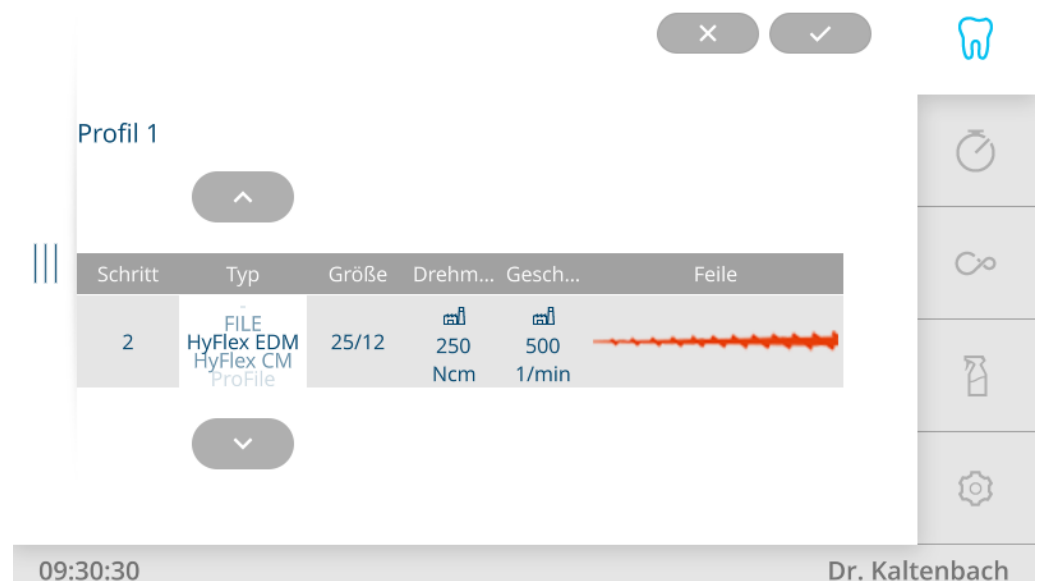 Profil 1
Schritt Typ Größe Drehm... Gesch... Feile
-
FILE
2 HyFlex EDM 25/12 250 500
HyFlex CM Ncm 1/min
ProFile
09:30:30 Dr. Kaltenbach